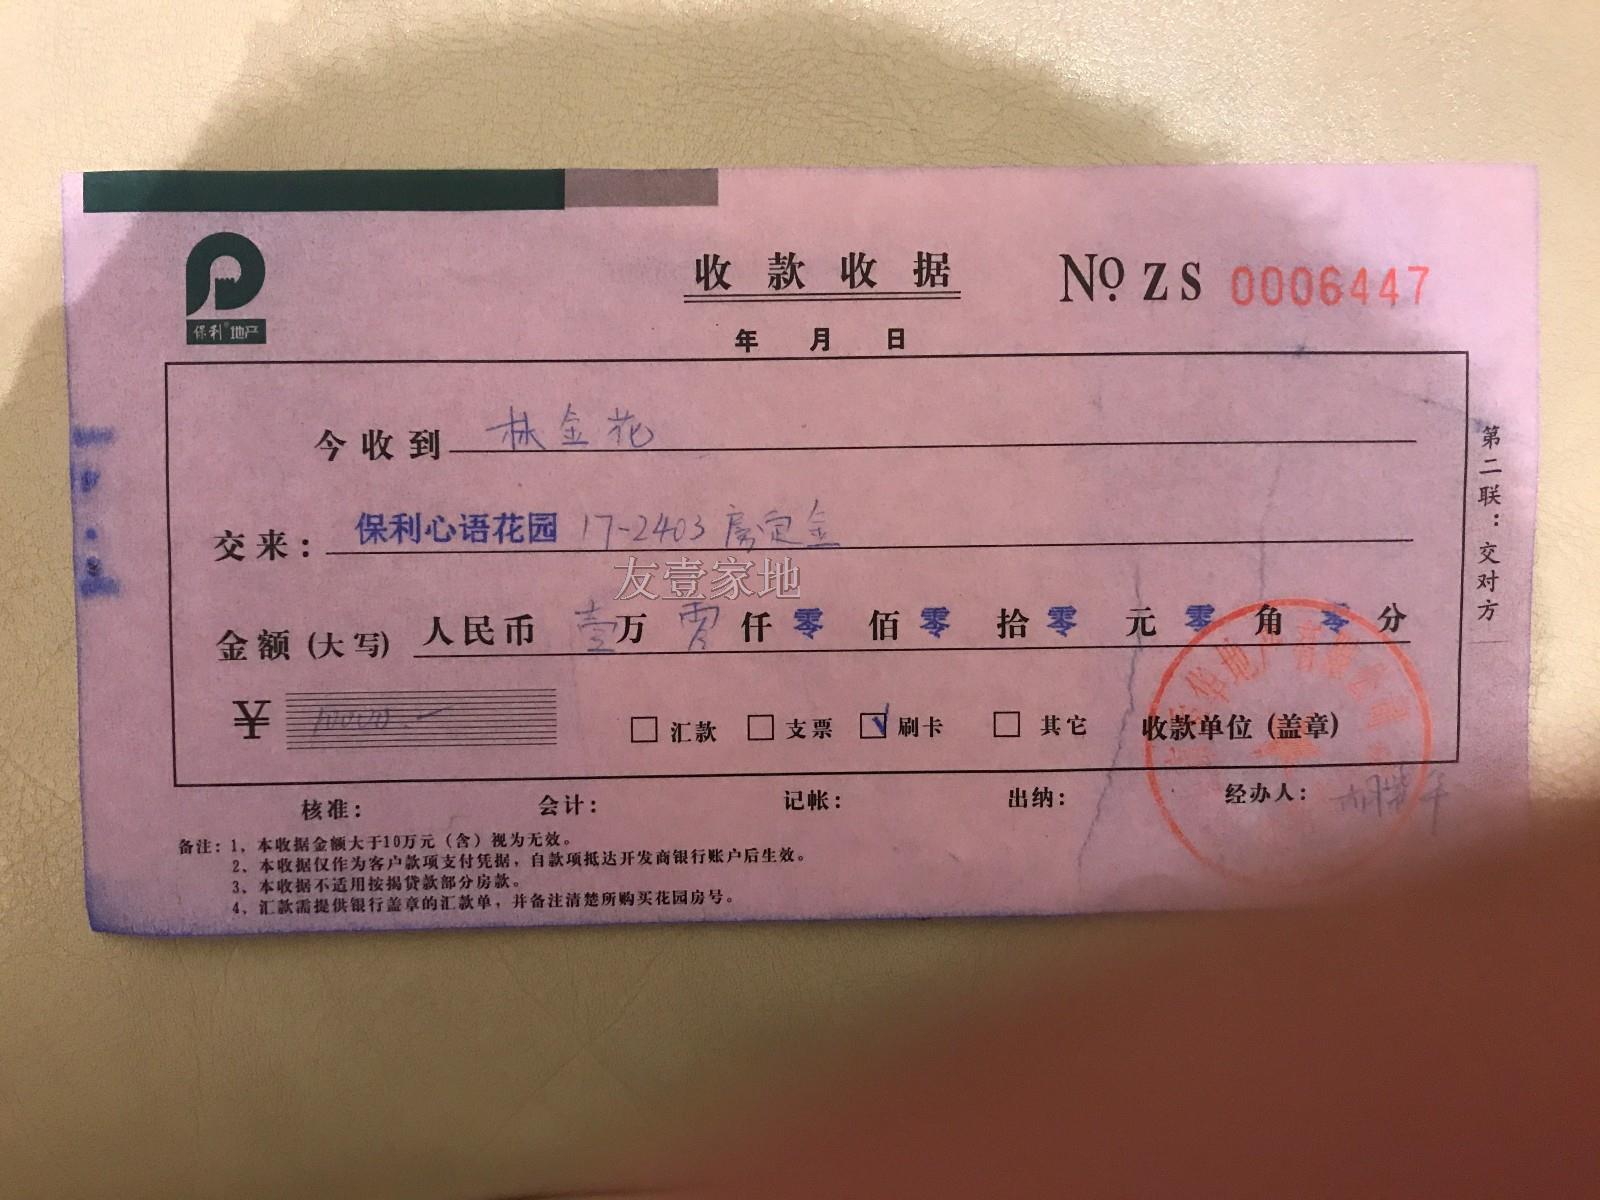 保利地产
收款收据
No ZS 0006447
年 月 日
今收到 林金花
交来： 保利心语花园 17-2403 房定金
友壹家地
金额(大写) 人民币 壹万 零仟 零佰 零拾 零元 零角 零分
¥ 10000.一
汇款 支票 √刷卡 其它 收款单位(盖章)
地产有限公司
核准： 会计： 记帐： 出纳： 经办人：
备注：1、本收据金额大于10万元（含）视为无效。
2、本收据仅作为客户款项支付凭据，自款项抵达开发商银行账户后生效。
3、本收据不适用按揭贷款部分房款。
4、汇款需提供银行盖章的汇款单，并备注清楚所购买花园房号。
第二联：交对方